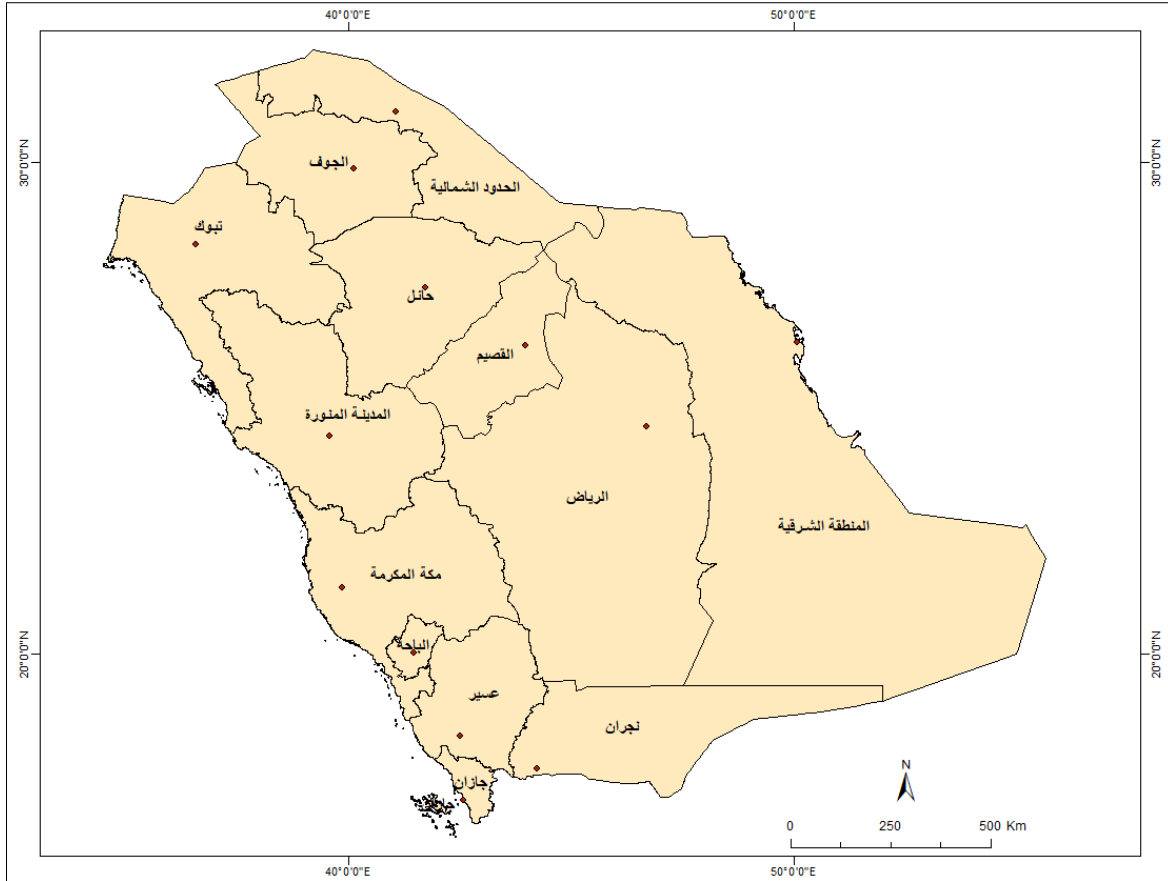 40°0'0"E
50°0'0"E
30°0'0"N
30°0'0"N
الجوف
الحدود الشمالية
تبوك
حائل
القصيم
المدينة المنورة
الرياض
المنطقة الشرقية
مكة المكرمة
الباحة
20°0'0"N
20°0'0"N
عسير
نجران
جازان
N
0
250
500 Km
40°0'0"E
50°0'0"E